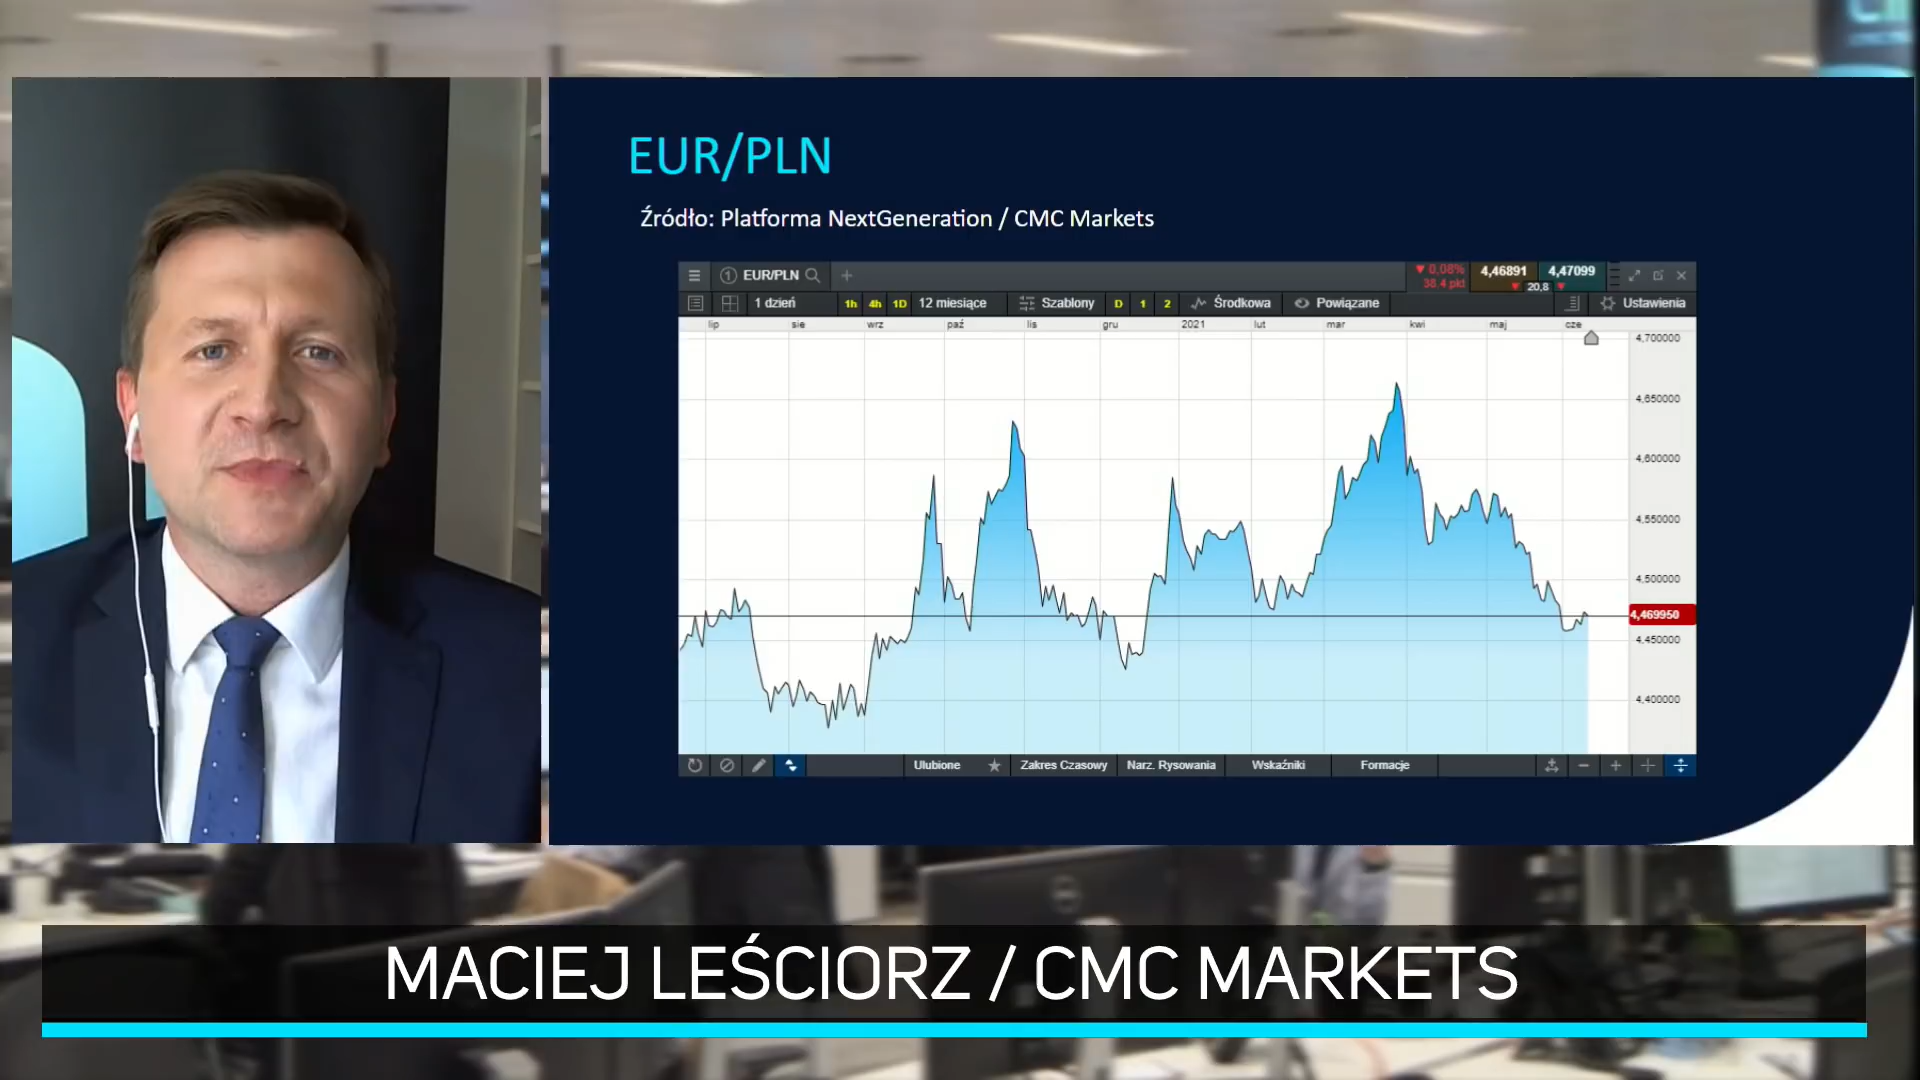 EUR/PLN
Źródło: Platforma NextGeneration / CMC Markets
1 EUR/PLN
0,08%
38.4 pkt
4,46891
4,47099
20,8
1 dzień
1h 4h 1D 12 miesiące
Szablony
D 1 2
Środkowa
Powiązane
Ustawienia
lip sie wrz paź lis gru 2021 lut mar kwi maj cze
4,700000
4,650000
4,600000
4,550000
4,500000
4,469950
4,450000
4,400000
Ulubione
Zakres Czasowy
Narz. Rysowania
Wskaźniki
Formacje
MACIEJ LEŚCIORZ / CMC MARKETS